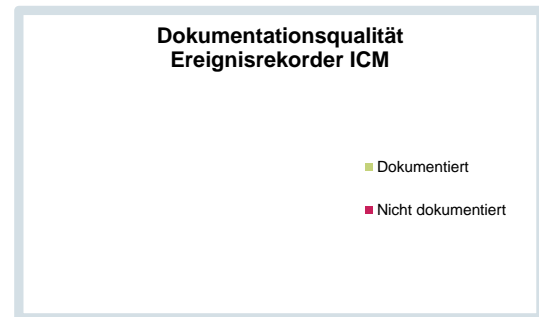 Dokumentationsqualität
Ereignisrekorder ICM
Dokumentiert
Nicht dokumentiert